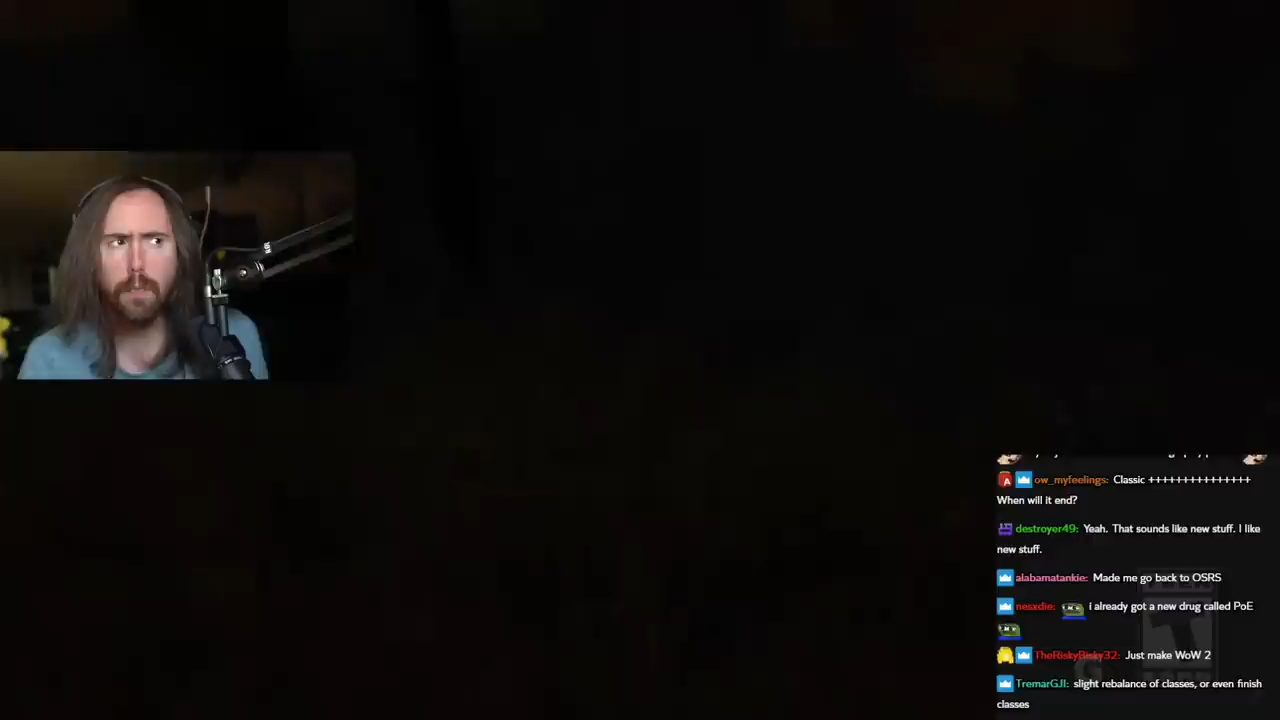 ow_myfeelings: Classic +++++++++++++++
When will it end?
destroyer49: Yeah. That sounds like new stuff. I like
new stuff.
alabamatankie: Made me go back to OSRS
nesxdie: i already got a new drug called PoE
TheRiskyBisky32: Just make WoW 2
TremarGJI: slight rebalance of classes, or even finish
classes
T